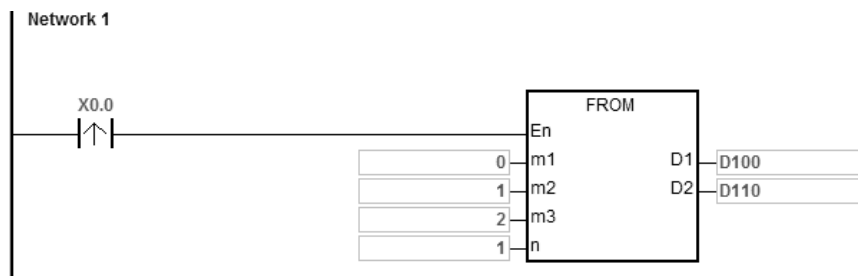 Network 1
X0.0
FROM
En
0 m1 D1 D100
1 m2 D2 D110
2 m3
1 n